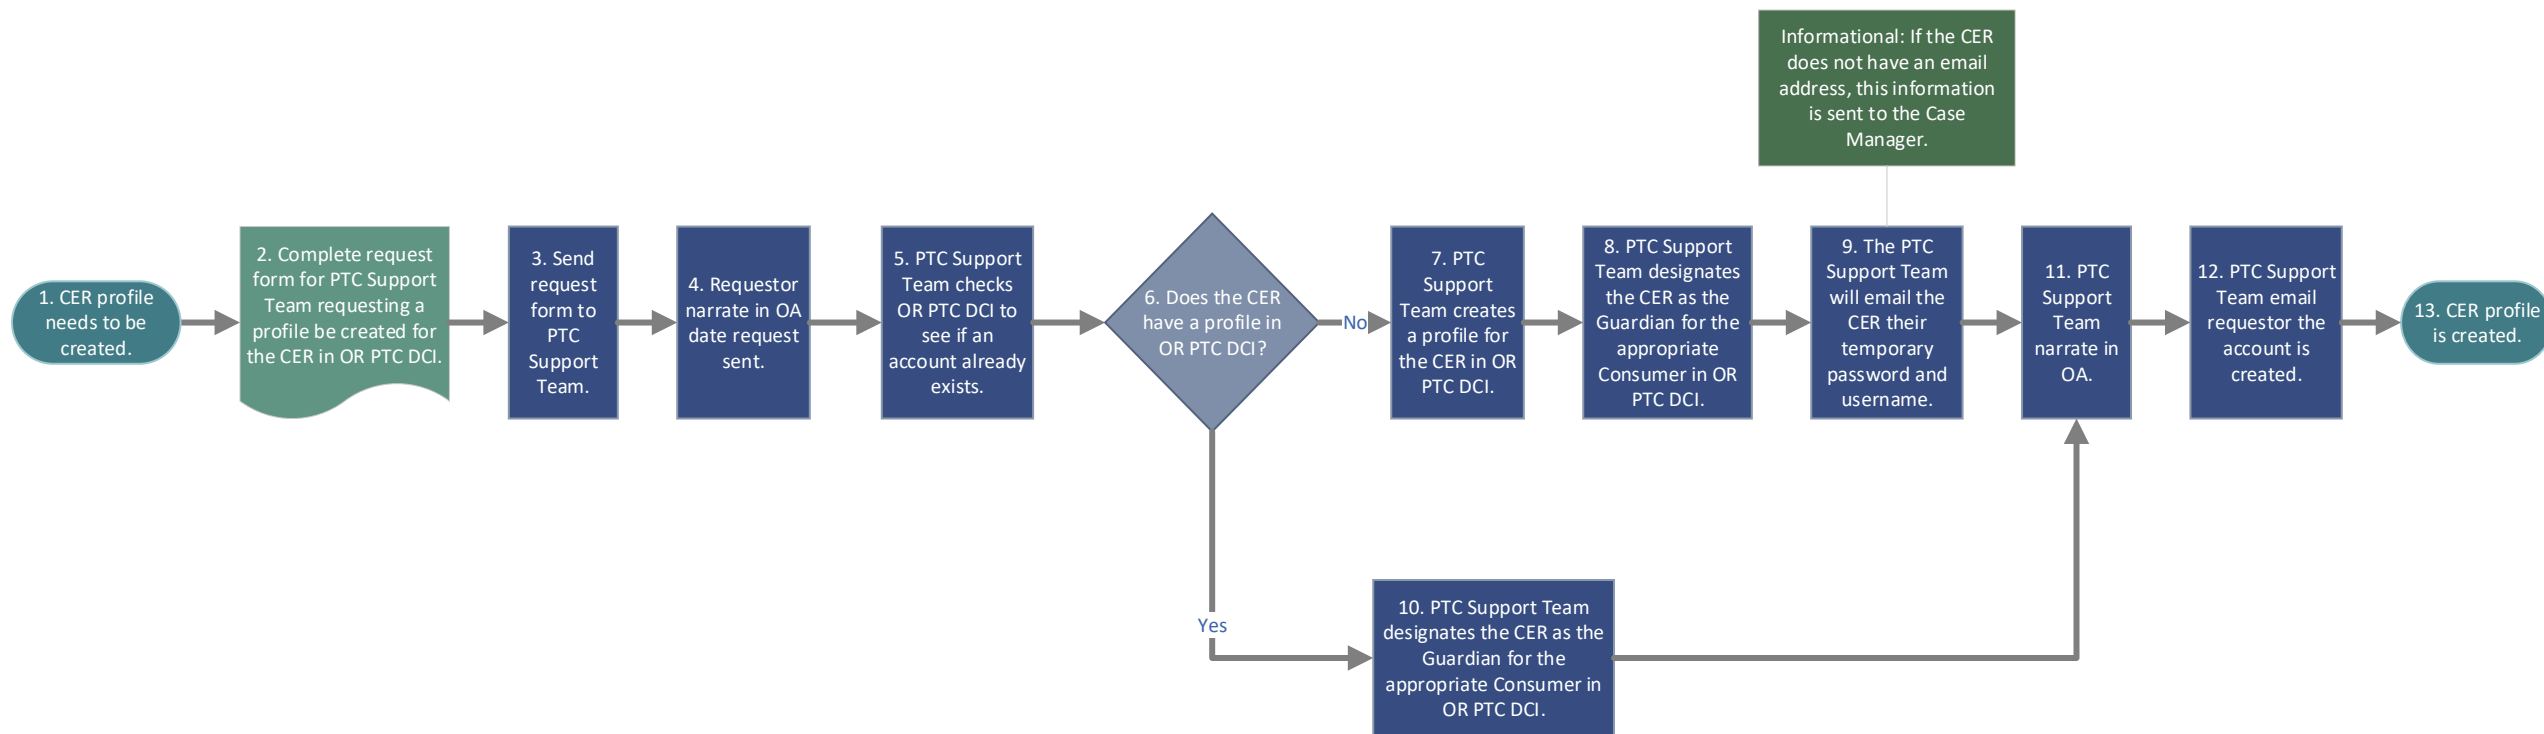 1. CER profile
needs to be
created.
2. Complete request
form for PTC Support
Team requesting a
profile be created for
the CER in OR PTC DCI.
3. Send
request
form to
PTC
Support
Team.
4. Requestor
narrate in OA
date request
sent.
5. PTC Support
Team checks
OR PTC DCI to
see if an
account already
exists.
6. Does the CER
have a profile in
OR PTC DCI?
No
7. PTC
Support
Team creates
a profile for
the CER in OR
PTC DCI.
8. PTC Support
Team designates
the CER as the
Guardian for the
appropriate
Consumer in OR
PTC DCI.
Informational: If the CER
does not have an email
address, this information
is sent to the Case
Manager.
9. The PTC
Support Team
will email the
CER their
temporary
password and
username.
Yes
10. PTC Support Team
designates the CER as the
Guardian for the
appropriate Consumer in
OR PTC DCI.
11. PTC
Support
Team
narrate in
OA.
12. PTC Support
Team email
requestor the
account is
created.
13. CER profile
is created.